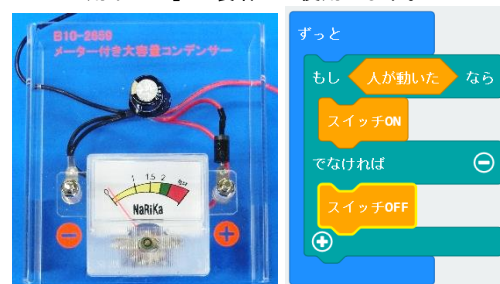 B10-2669
メーター付き大容量コンデンサー
1 1.5 2
NaRiKa
ずっと
もし 人が動いた なら
スイッチON
でなければ
スイッチOFF